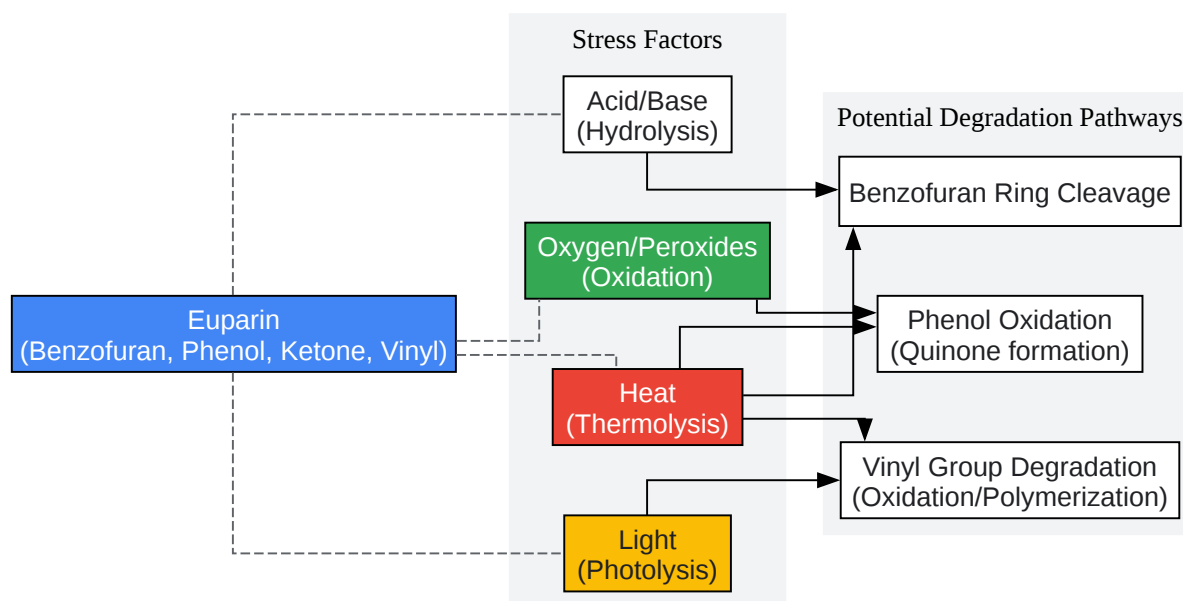 Stress Factors
Acid/Base
(Hydrolysis)
Potential Degradation Pathways
Benzofuran Ring Cleavage
Oxygen/Peroxides
(Oxidation)
Euparin
(Benzofuran, Phenol, Ketone, Vinyl)
Phenol Oxidation
(Quinone formation)
Heat
(Thermolysis)
Vinyl Group Degradation
(Oxidation/Polymerization)
Light
(Photolysis)